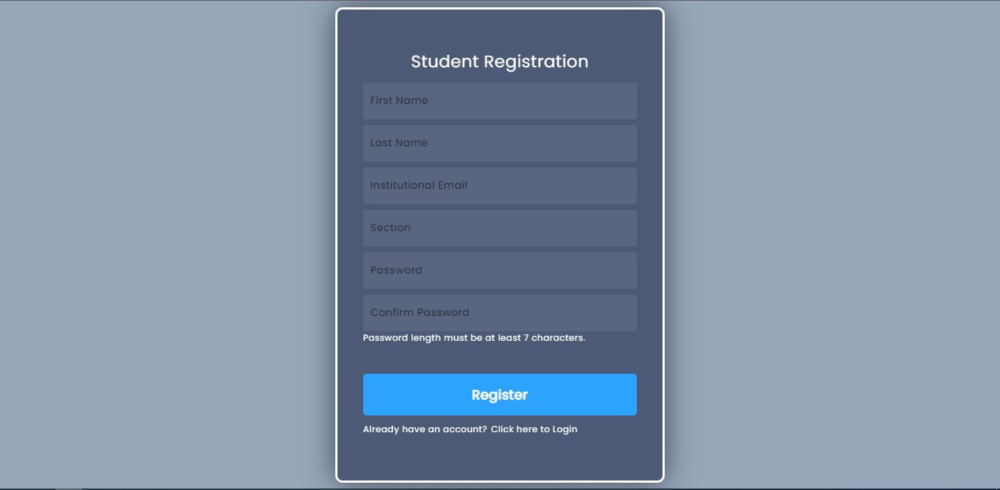 Student Registration
First Name
Last Name
Institutional Email
Section
Password
Confirm Password
Password length must be at least 7 characters.
Register
Already have an account? Click here to Login